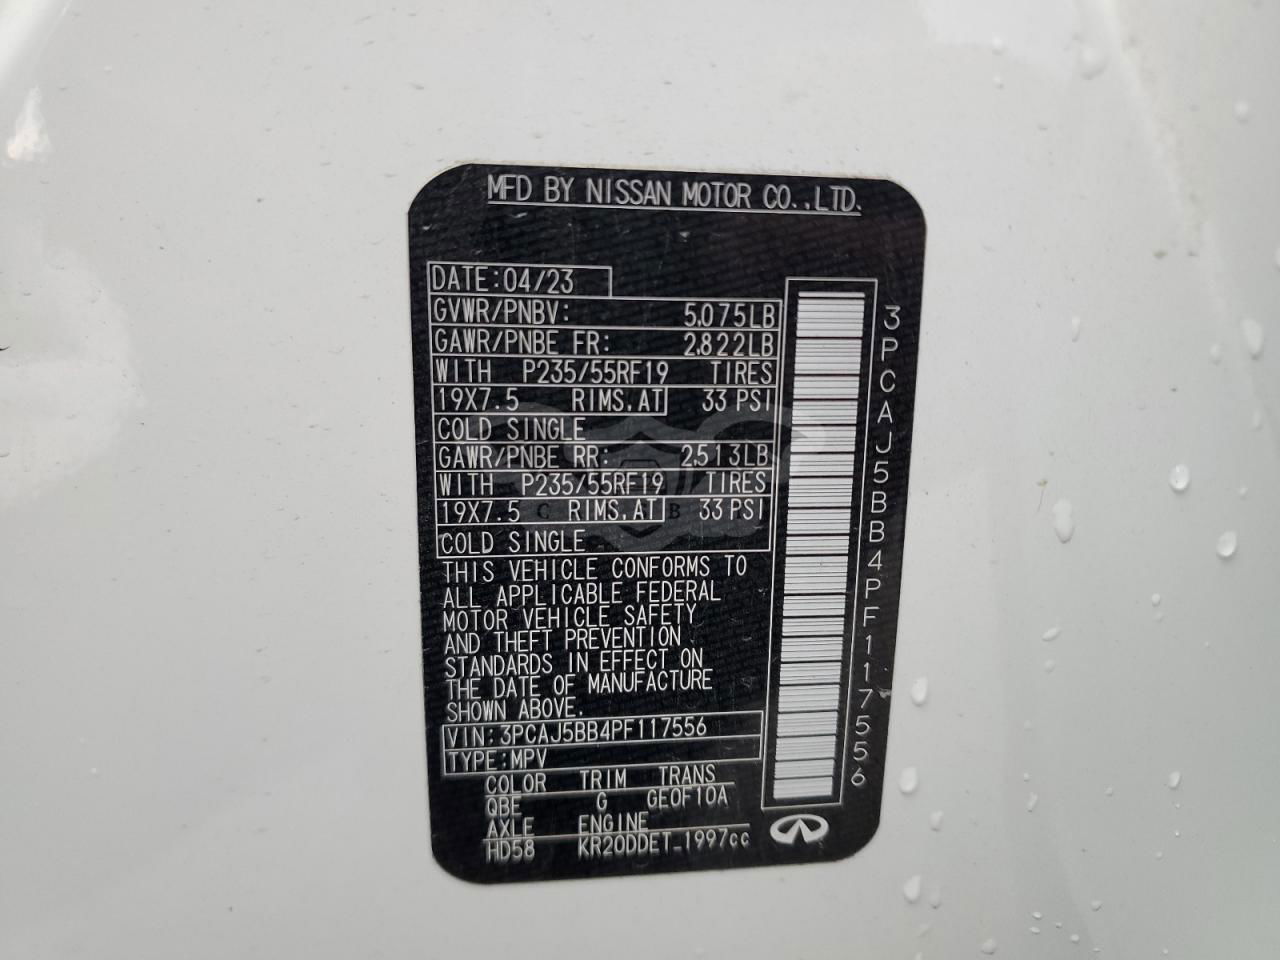 MFD BY NISSAN MOTOR CO.,LTD.
DATE:04/23
GVWR/PNBV: 5,075LB
GAWR/PNBE FR: 2,822LB
WITH P235/55RF19 TIRES
19X7.5 RIMS,AT 33 PSI
COLD SINGLE
GAWR/PNBE RR: 2,513LB
WITH P235/55RF19 TIRES
19X7.5 RIMS,AT 33 PSI
COLD SINGLE
THIS VEHICLE CONFORMS TO
ALL APPLICABLE FEDERAL
MOTOR VEHICLE SAFETY
AND THEFT PREVENTION
STANDARDS IN EFFECT ON
THE DATE OF MANUFACTURE
SHOWN ABOVE.
VIN:3PCAJ5BB4PF117556
TYPE:MPV
COLOR TRIM TRANS
QBE G GE0F10A
AXLE ENGINE
HD58 KR20DDET_1997cc
3PCAJ5BB4PF117556
C B